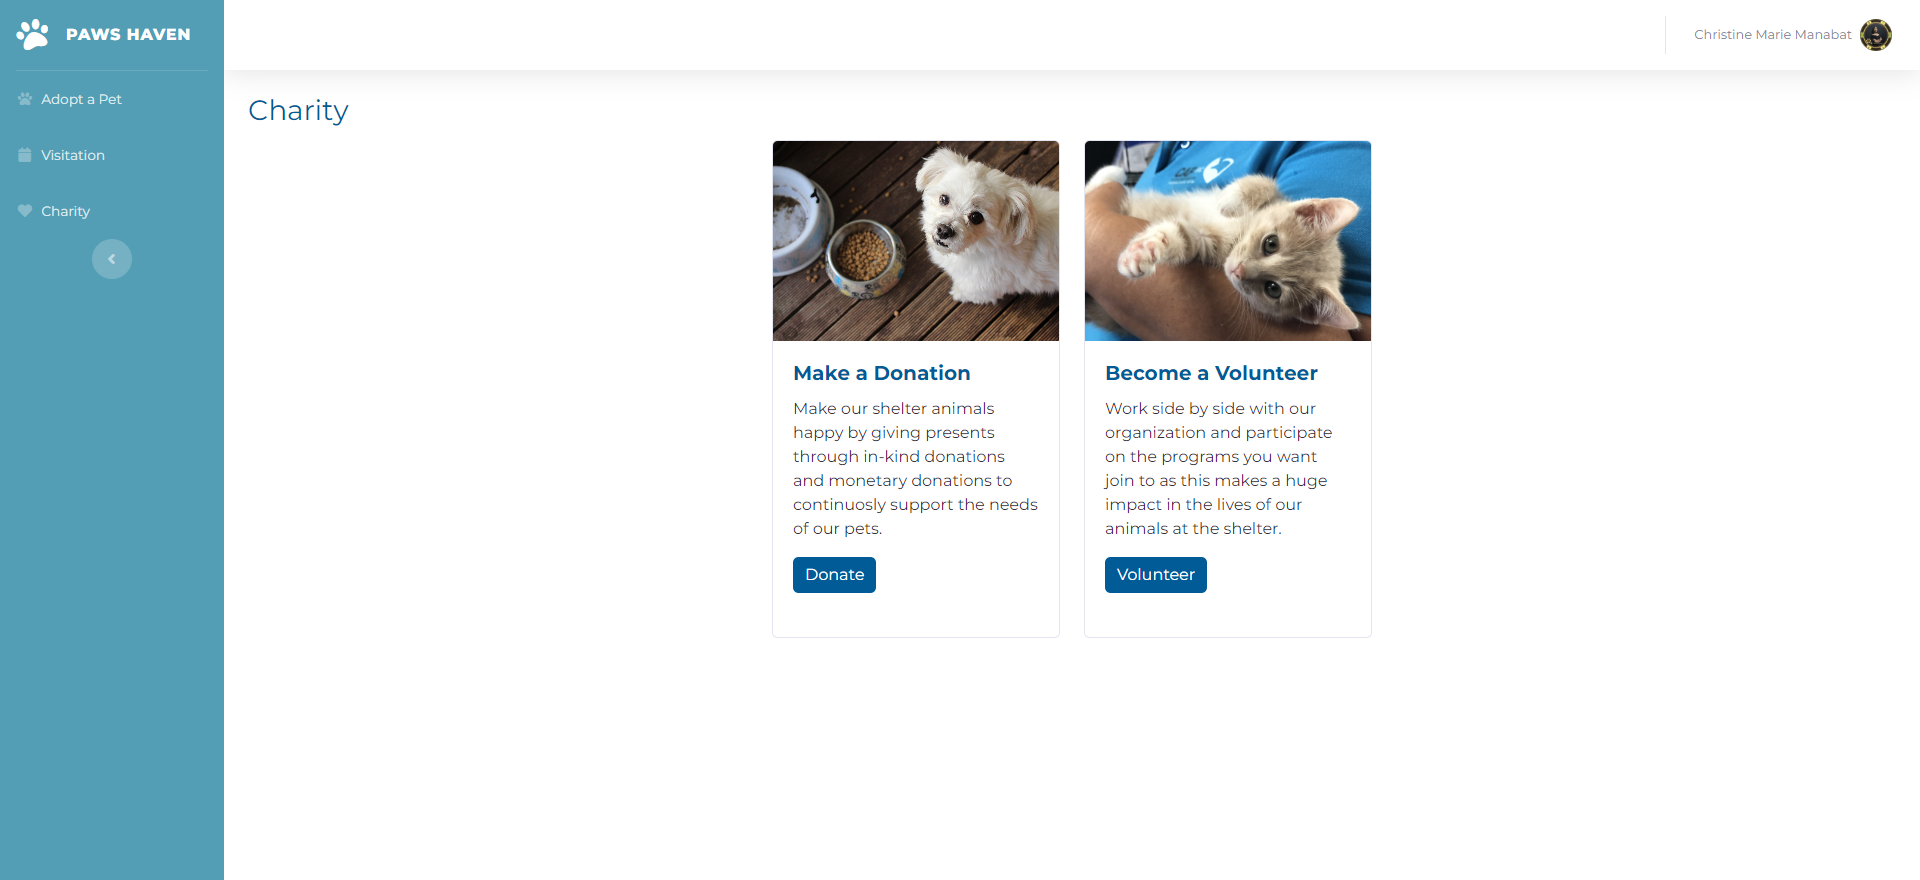 PAWS HAVEN
Christine Marie Manabat
Adopt a Pet
Visitation
Charity
Charity
Make a Donation
Make our shelter animals
happy by giving presents
through in-kind donations
and monetary donations to
continuosly support the needs
of our pets.
Donate
Become a Volunteer
Work side by side with our
organization and participate
on the programs you want
join to as this makes a huge
impact in the lives of our
animals at the shelter.
Volunteer